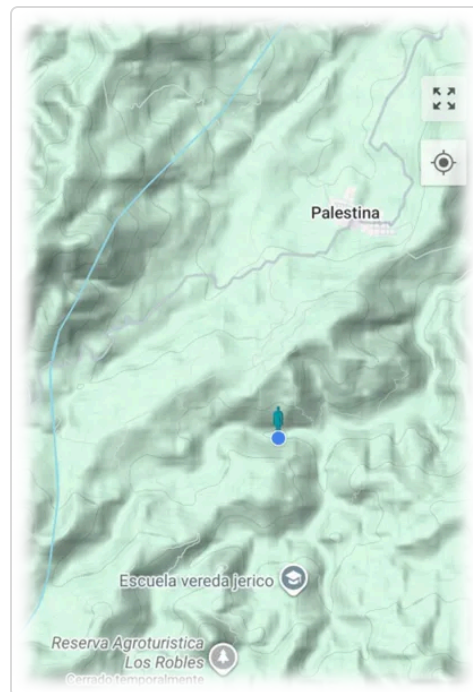 Palestina
Escuela vereda jerico
Reserva Agroturistica
Los Robles
Cerrado temporalmente